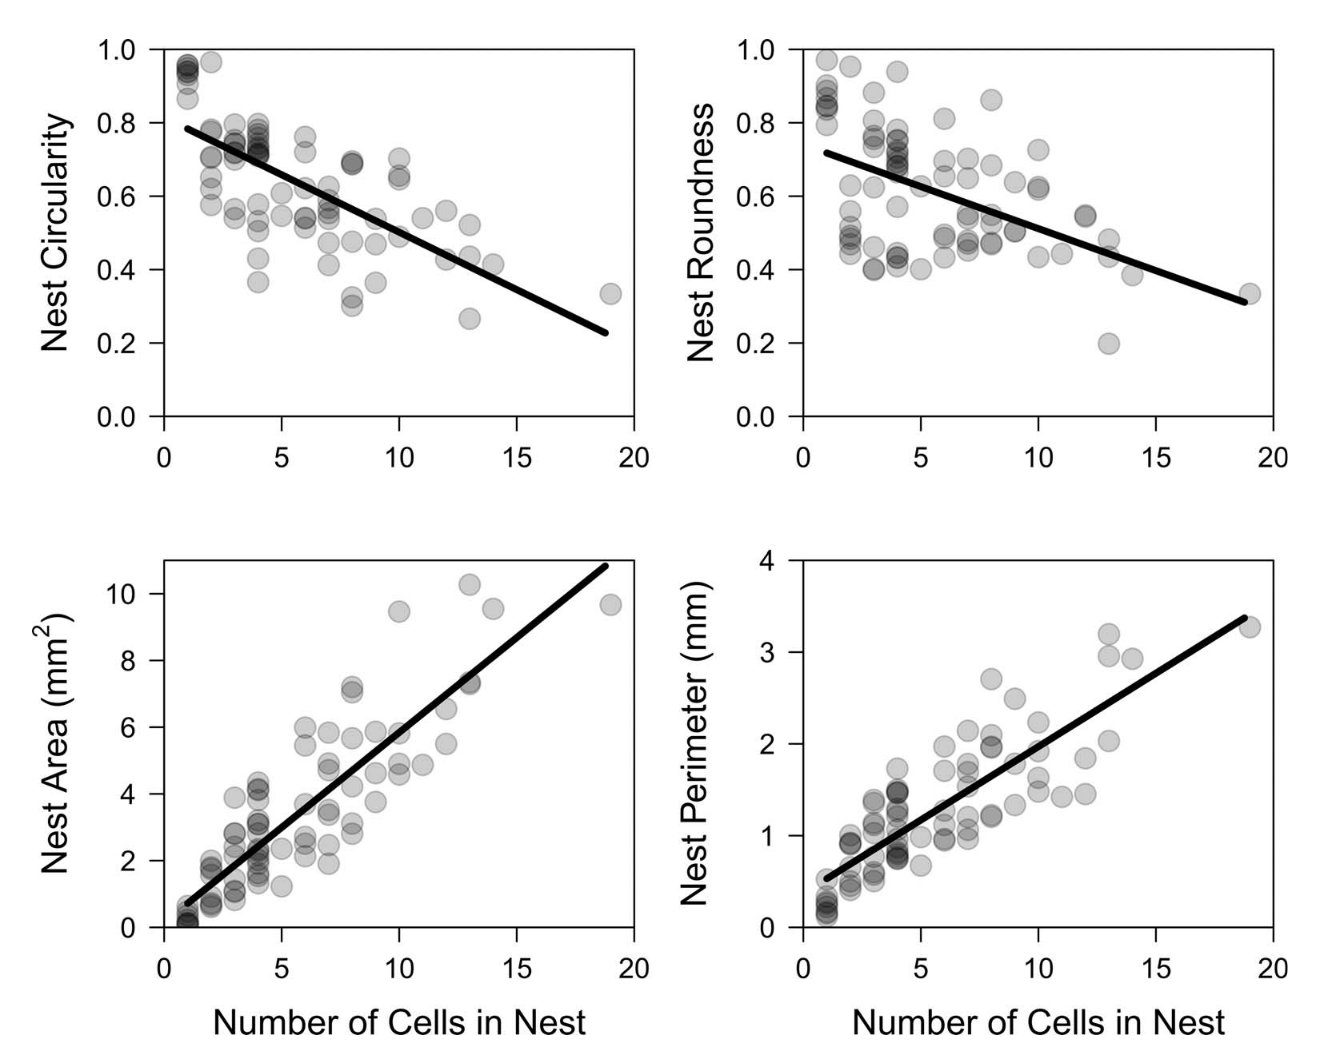 Nest Circularity
1.0
0.8
0.6
0.4
0.2
0.0
0 5 10 15 20
Nest Roundness
1.0
0.8
0.6
0.4
0.2
0.0
0 5 10 15 20
Nest Area (mm²)
10
8
6
4
2
0
0 5 10 15 20
Number of Cells in Nest
Nest Perimeter (mm)
4
3
2
1
0
0 5 10 15 20
Number of Cells in Nest